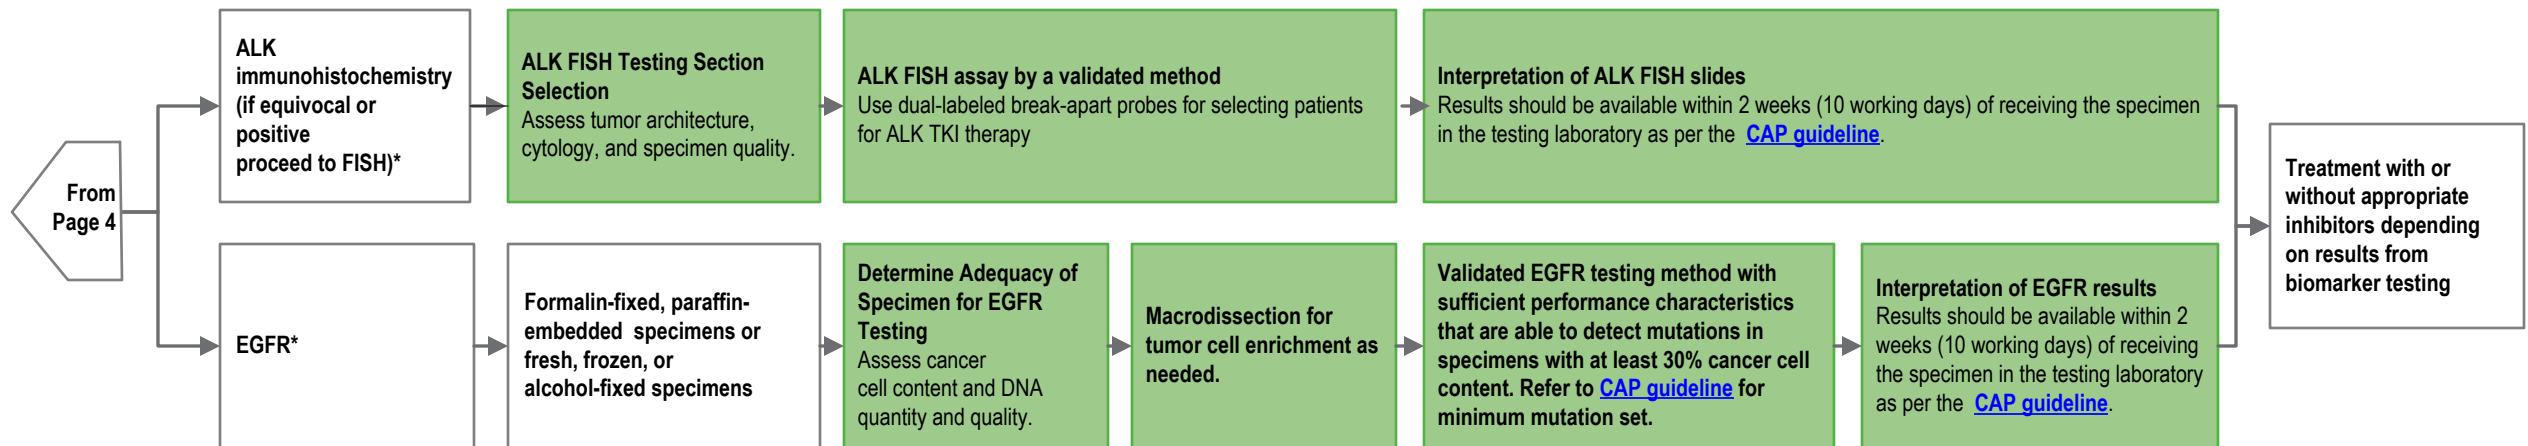 From
Page 4
ALK
immunohistochemistry
(if equivocal or
positive
proceed to FISH)*
ALK FISH Testing Section
Selection
Assess tumor architecture,
cytology, and specimen quality.
ALK FISH assay by a validated method
Use dual-labeled break-apart probes for selecting patients
for ALK TKI therapy
Interpretation of ALK FISH slides
Results should be available within 2 weeks (10 working days) of receiving the specimen
in the testing laboratory as per the CAP guideline.
EGFR*
Formalin-fixed, paraffin-
embedded specimens or
fresh, frozen, or
alcohol-fixed specimens
Determine Adequacy of
Specimen for EGFR
Testing
Assess cancer
cell content and DNA
quantity and quality.
Macrodissection for
tumor cell enrichment as
needed.
Validated EGFR testing method with
sufficient performance characteristics
that are able to detect mutations in
specimens with at least 30% cancer cell
content. Refer to CAP guideline for
minimum mutation set.
Interpretation of EGFR results
Results should be available within 2
weeks (10 working days) of receiving
the specimen in the testing laboratory
as per the CAP guideline.
Treatment with or
without appropriate
inhibitors depending
on results from
biomarker testing